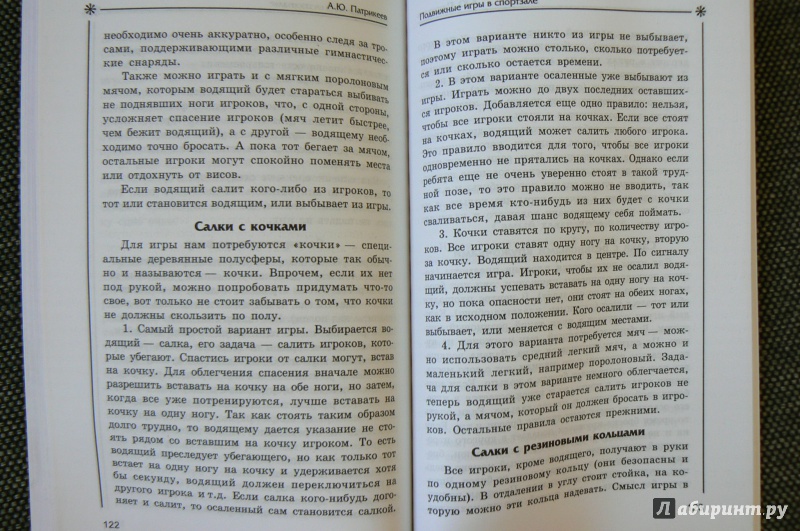 А.Ю. Патрикеев
необходимо очень аккуратно, особенно следя за тро-
сами, поддерживающими различные гимнастичес-
кие снаряды.
Также можно играть и с мягким поролоновым
мячом, которым водящий будет стараться выбивать
не поднявших ноги игроков, что, с одной стороны,
усложняет спасение игроков (мяч летит быстрее,
чем бежит водящий), а с другой — водящему необ-
ходимо точно бросать. А пока тот бегает за мячом,
остальные игроки могут спокойно поменять места
или отдохнуть от висов.
Если водящий салит кого-либо из игроков, то
тот или становится водящим, или выбывает из игры.
Салки с кочками
Для игры нам потребуются «кочки» — специ-
альные деревянные полусферы, которые так обыч-
но и называются — кочки. Впрочем, если их нет
под рукой, можно попробовать придумать что-то
свое, вот только не стоит забывать о том, что кочки
не должны скользить по полу.
1. Самый простой вариант игры. Выбирается во-
дящий — салка, его задача — салить игроков, кото-
рые убегают. Спастись игроки от салки могут, встав
на кочку. Для облегчения спасения вначале можно
разрешить вставать на кочку на обе ноги, но затем,
когда все уже потренируются, лучше вставать
на кочку на одну ногу. Так как стоять таким образом
долго трудно, то водящему дается указание не сто-
ять рядом со вставшим на кочку игроком. То есть
водящий преследует убегающего, но как только тот
встает на одну ногу на кочку и удерживается хотя
бы секунду, водящий должен переключиться на
другого игрока и т.д. Если салка кого-нибудь дого-
няет и салит, то осаленный сам становится салкой.
122
Подвижные игры в спортзале
В этом варианте никто из игры не выбывает,
поэтому играть можно столько, сколько потребует-
ся или сколько остается времени.
2. В этом варианте осаленные уже выбывают из
игры. Играть можно до двух последних оставших-
ся игроков. Добавляется еще одно правило: нельзя,
чтобы все игроки стояли на кочках. Если все стоят
на кочках, водящий может салить любого игрока.
Это правило вводится для того, чтобы все игроки
одновременно не прятались на кочках. Однако если
ребята еще не очень уверенно стоят в такой труд-
ной позе, то это правило можно не вводить, так
как все время кто-нибудь из них будет с кочки
сваливаться, давая шанс водящему себя поймать.
3. Кочки ставятся по кругу, по количеству игро-
ков. Все игроки ставят одну ногу на кочку, вторую
за кочку. Водящий находится в центре. По сигналу
начинается игра. Игроки, чтобы их не осалил водя-
щий, должны успевать вставать на одну ногу на коч-
ку, но пока опасности нет, они стоят на обеих ногах,
как в исходном положении. Кого осалили — тот или
выбывает, или меняется с водящим местами.
4. Для этого варианта потребуется мяч — мож-
но использовать средний легкий мяч, а можно и
маленький легкий, например поролоновый. Зада-
ча для салки в этом варианте немного облегчается,
теперь водящий уже старается салить игроков не
рукой, а мячом, который он должен бросать в игро-
ков. Остальные правила остаются прежними.
Салки с резиновыми кольцами
Все игроки, кроме водящего, получают в руки
по одному резиновому кольцу (они безопасны и
удобны). В отдалении в углу стоит стойка, на ко-
торую можно эти кольца надевать. Смысл игры в
Лабиринт.ру